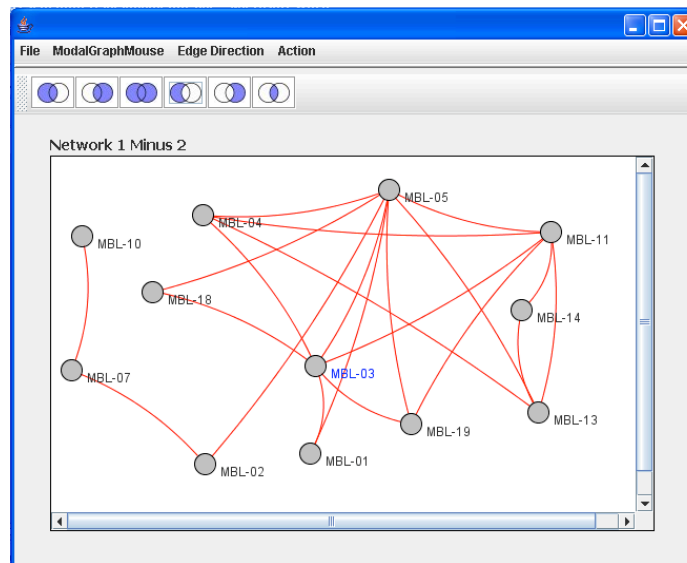 File ModalGraphMouse Edge Direction Action
Network 1 Minus 2
MBL-05
MBL-04
MBL-10
MBL-11
MBL-18
MBL-14
MBL-03
MBL-07
MBL-13
MBL-19
MBL-01
MBL-02